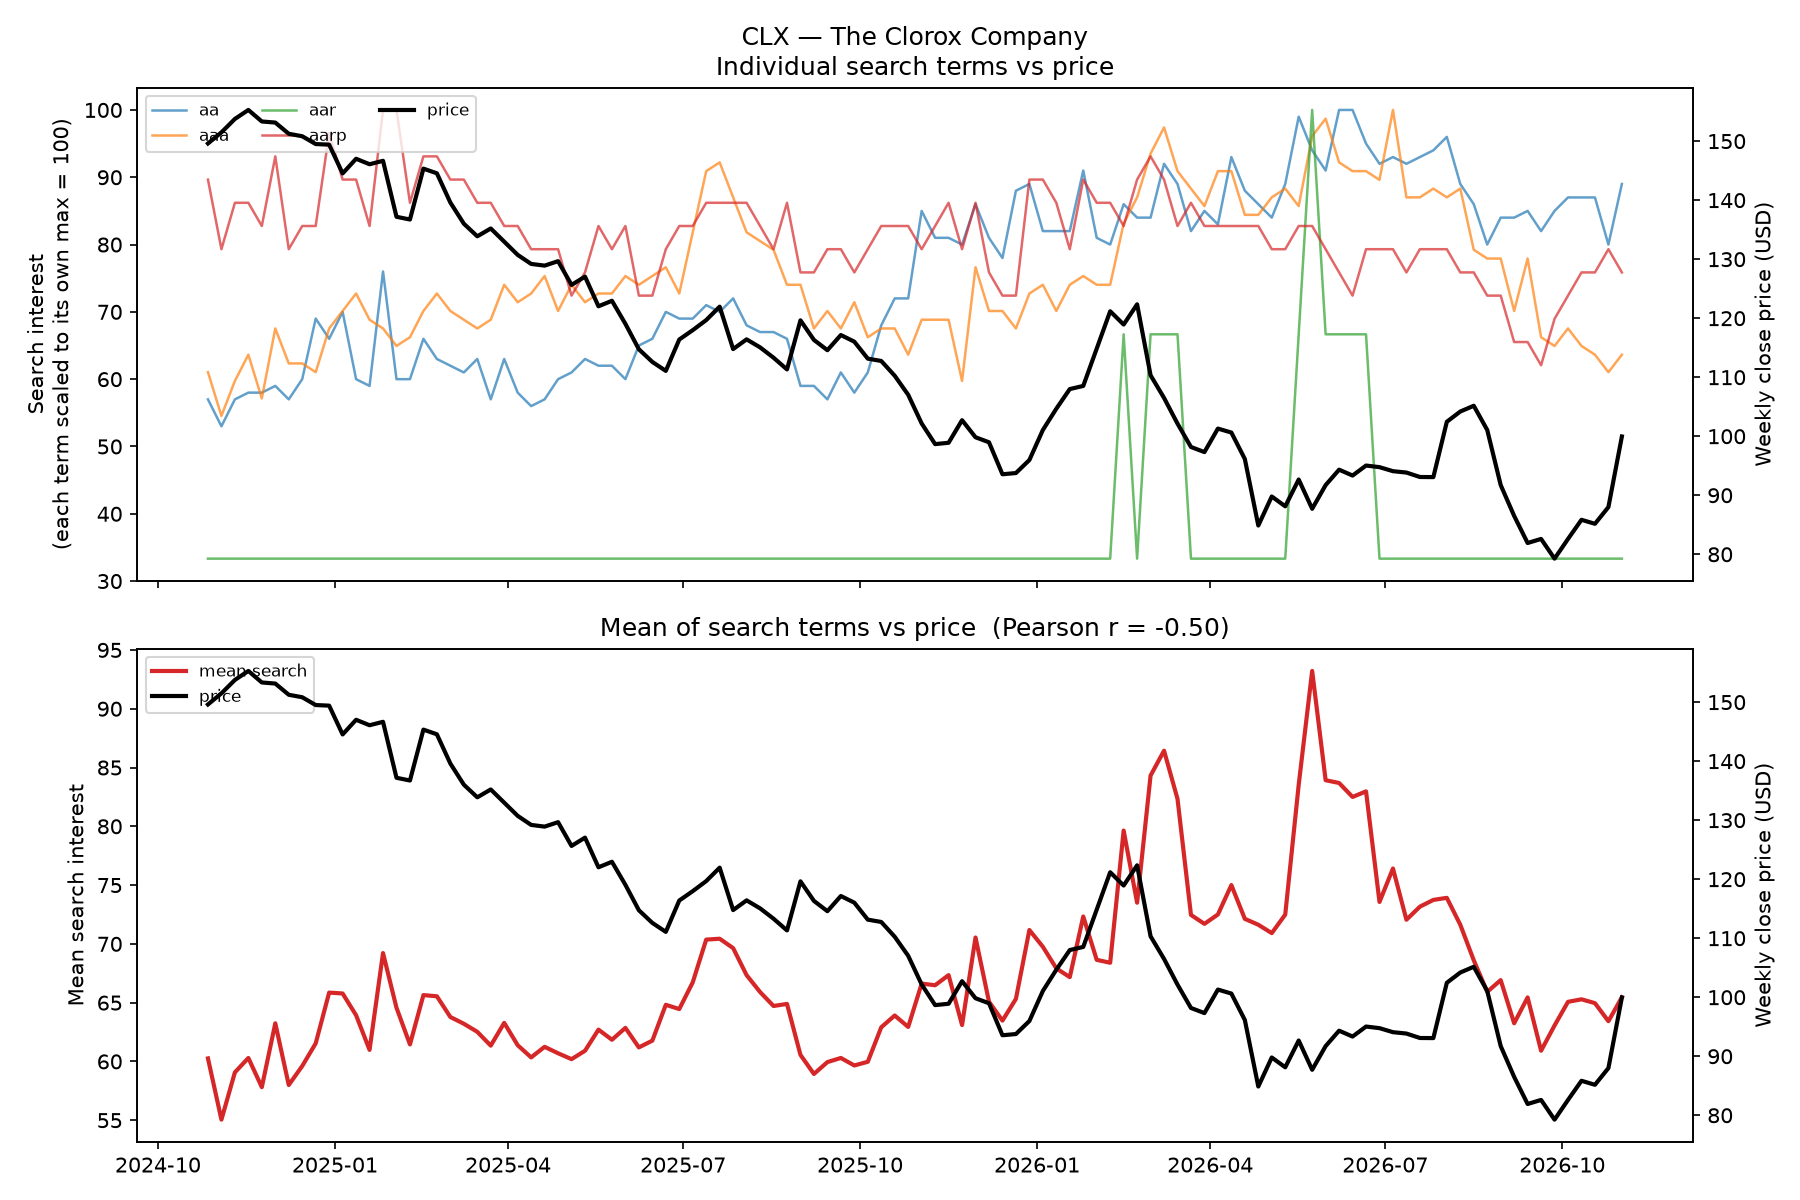 CLX — The Clorox Company
Individual search terms vs price
aa
aaa
aar
aarp
price
Search interest
(each term scaled to its own max = 100)
100
90
80
70
60
50
40
30
Weekly close price (USD)
150
140
130
120
110
100
90
80
Mean of search terms vs price (Pearson r = -0.50)
mean search
price
Mean search interest
95
90
85
80
75
70
65
60
55
Weekly close price (USD)
150
140
130
120
110
100
90
80
2024-10
2025-01
2025-04
2025-07
2025-10
2026-01
2026-04
2026-07
2026-10